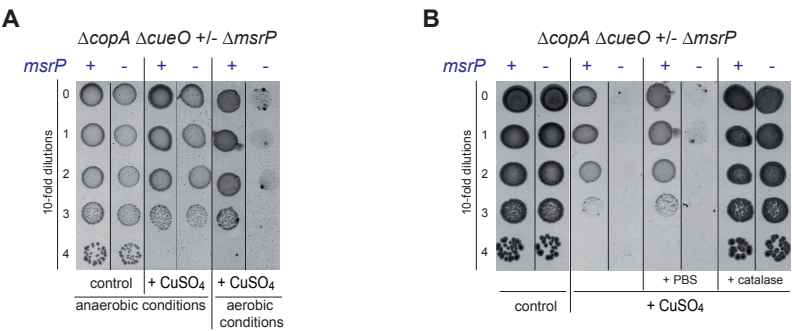 A
ΔcopA ΔcueO +/- ΔmsrP
msrP + - + - + -
10-fold dilutions
0
1
2
3
4
control + CuSO4 + CuSO4
anaerobic conditions aerobic conditions
B
ΔcopA ΔcueO +/- ΔmsrP
msrP + - + - + - + -
10-fold dilutions
0
1
2
3
4
+ PBS + catalase
control + CuSO4